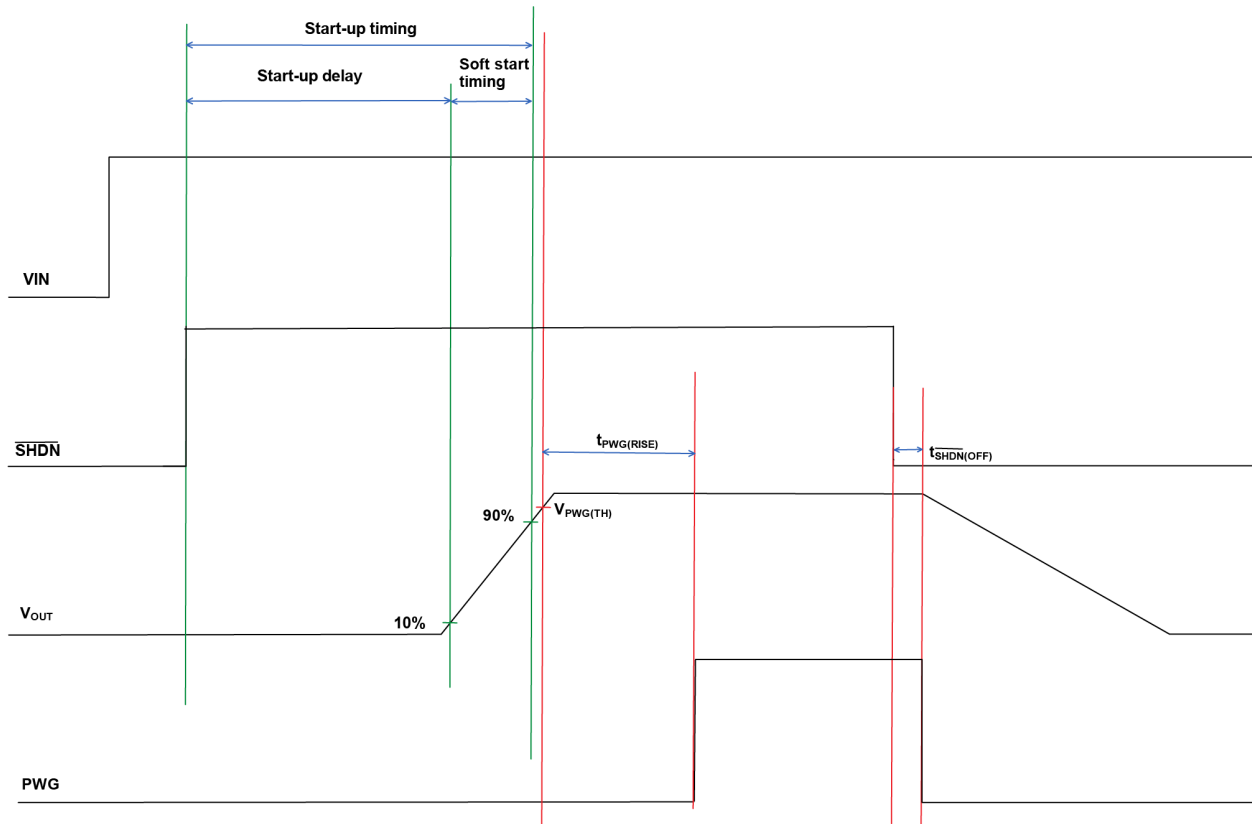 Start-up timing
Start-up delay
Soft start
timing
VIN
SHDN
tPWG(RISE)
tSHDN(OFF)
90%
VPWG(TH)
VOUT
10%
PWG